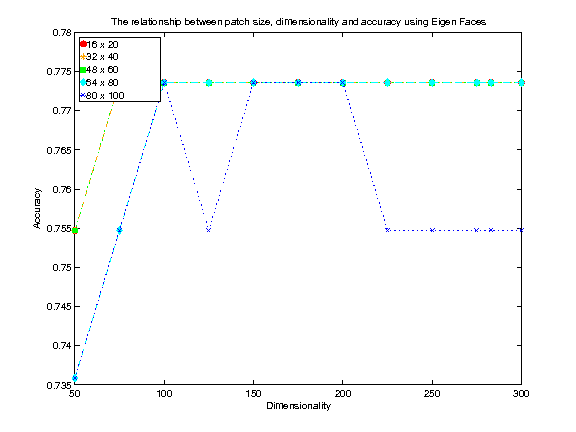 The relationship between patch size, dimensionality and accuracy using Eigen Faces
0.78
0.775
0.77
0.765
0.76
0.755
0.75
0.745
0.74
0.735
16 x 20
32 x 40
48 x 60
64 x 80
80 x 100
Accuracy
50
100
150
200
250
300
Dimensionality